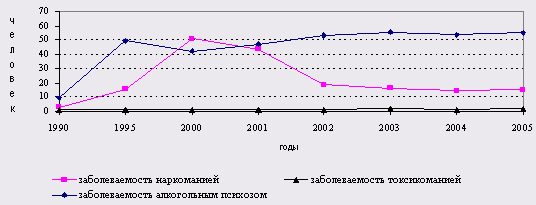 человек
70
60
50
40
30
20
10
0
1990 1995 2000 2001 2002 2003 2004 2005
годы
заболеваемость наркоманией заболеваемость токсикоманией
заболеваемость алкогольным психозом